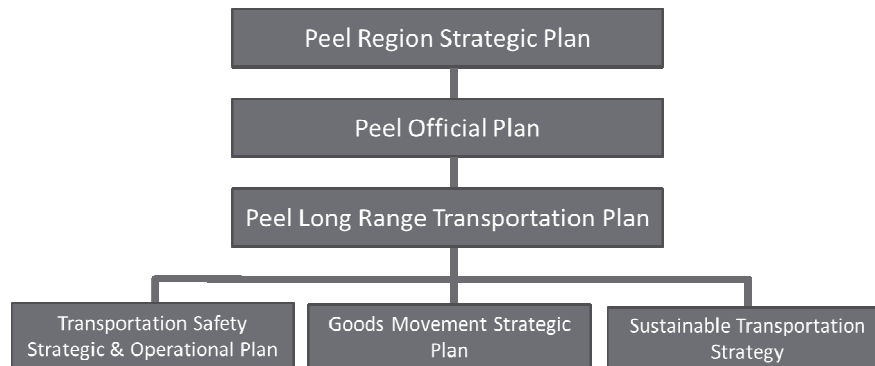 Peel Region Strategic Plan
Peel Official Plan
Peel Long Range Transportation Plan
Transportation Safety
Strategic & Operational Plan
Goods Movement Strategic
Plan
Sustainable Transportation
Strategy